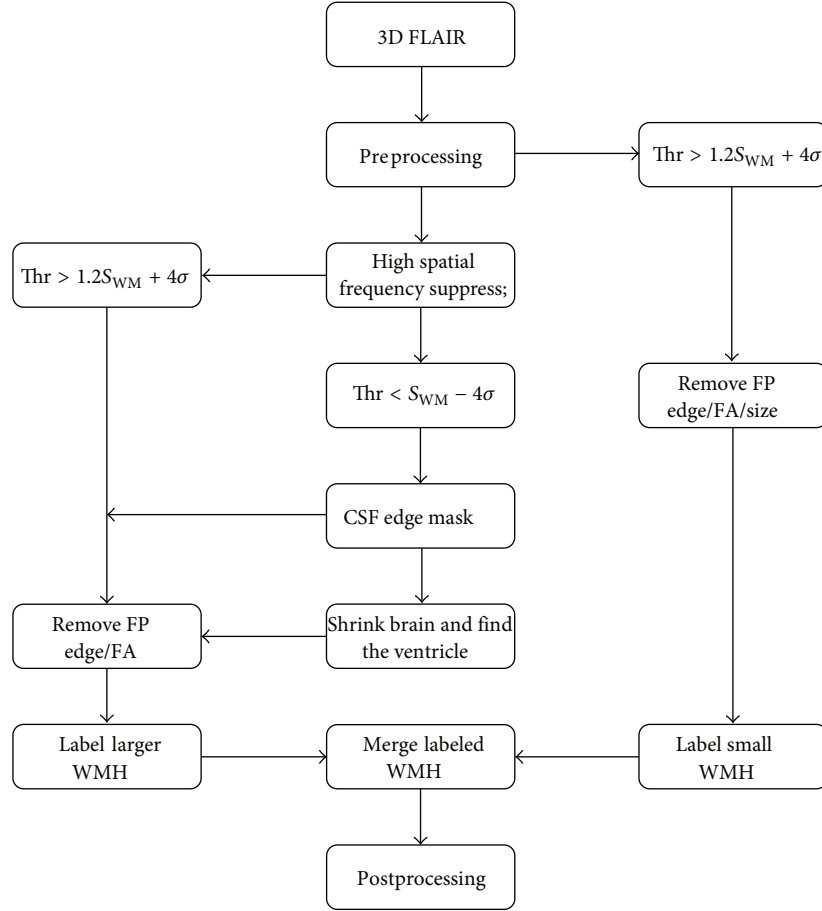 3D FLAIR
Preprocessing
Thr > 1.2S_WM + 4σ
Thr > 1.2S_WM + 4σ
High spatial
frequency suppress;
Thr < S_WM − 4σ
Remove FP
edge/FA/size
CSF edge mask
Remove FP
edge/FA
Shrink brain and find
the ventricle
Label larger
WMH
Merge labeled
WMH
Label small
WMH
Postprocessing